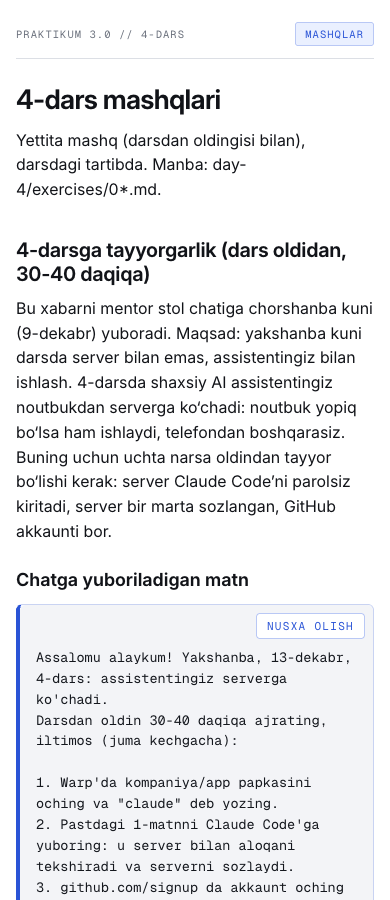 PRAKTIKUM 3.0 // 4-DARS
MASHQLAR
4-dars mashqlari
Yettita mashq (darsdan oldingisi bilan),
darsdagi tartibda. Manba: day-
4/exercises/0*.md.
4-darsga tayyorgarlik (dars oldidan,
30-40 daqiqa)
Bu xabarni mentor stol chatiga chorshanba kuni
(9-dekabr) yuboradi. Maqsad: yakshanba kuni
darsda server bilan emas, assistentingiz bilan
ishlash. 4-darsda shaxsiy AI assistentingiz
noutbukdan serverga ko‘chadi: noutbuk yopiq
bo‘lsa ham ishlaydi, telefondan boshqarasiz.
Buning uchun uchta narsa oldindan tayyor
bo‘lishi kerak: server Claude Code’ni parolsiz
kiritadi, server bir marta sozlangan, GitHub
akkaunti bor.
Chatga yuboriladigan matn
NUSXA OLISH
Assalomu alaykum! Yakshanba, 13-dekabr,
4-dars: assistentingiz serverga
ko'chadi.
Darsdan oldin 30-40 daqiqa ajrating,
iltimos (juma kechgacha):
1. Warp'da kompaniya/app papkasini
oching va "claude" deb yozing.
2. Pastdagi 1-matnni Claude Code'ga
yuboring: u server bilan aloqani
tekshiradi va serverni sozlaydi.
3. github.com/signup da akkaunt oching